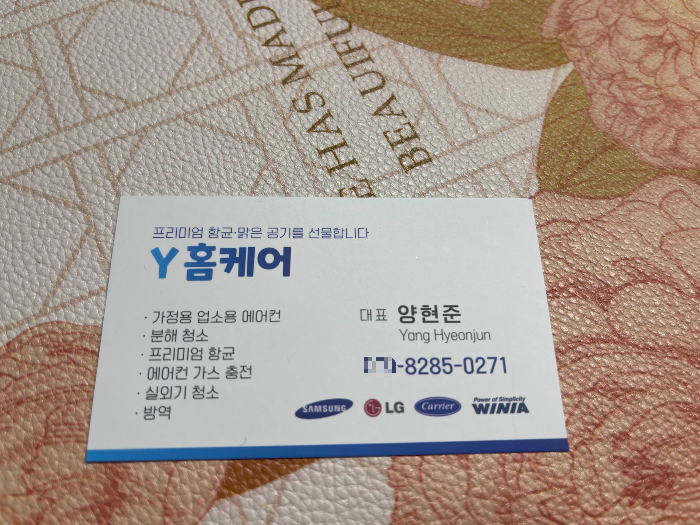 E HAS MADE
BEAUTIFUL
프리미엄 항균·맑은 공기를 선물합니다
Y홈케어
· 가정용 업소용 에어컨
· 분해 청소
· 프리미엄 항균
· 에어컨 가스 충전
· 실외기 청소
· 방역
대표 양현준
Yang Hyeonjun
-8285-0271
SAMSUNG LG Carrier Power of Simplicity WINIA